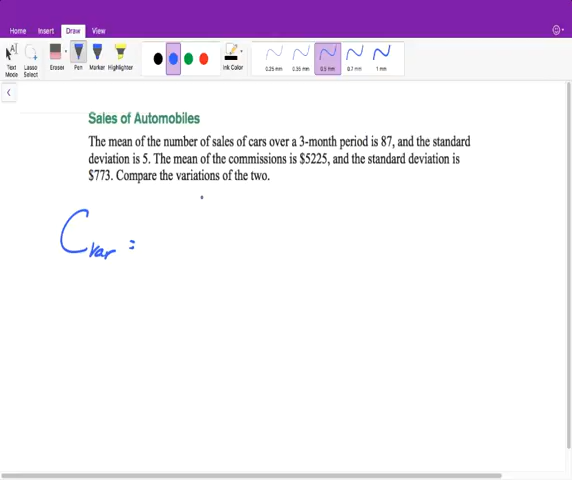 Home Insert Draw View
Text Mode Lasso Select Eraser Pen Marker Highlighter Ink Color 0.25 mm 0.35 mm 0.5 mm 0.7 mm 1 mm
Sales of Automobiles
The mean of the number of sales of cars over a 3-month period is 87, and the standard
deviation is 5. The mean of the commissions is $5225, and the standard deviation is
$773. Compare the variations of the two.
Cvar =